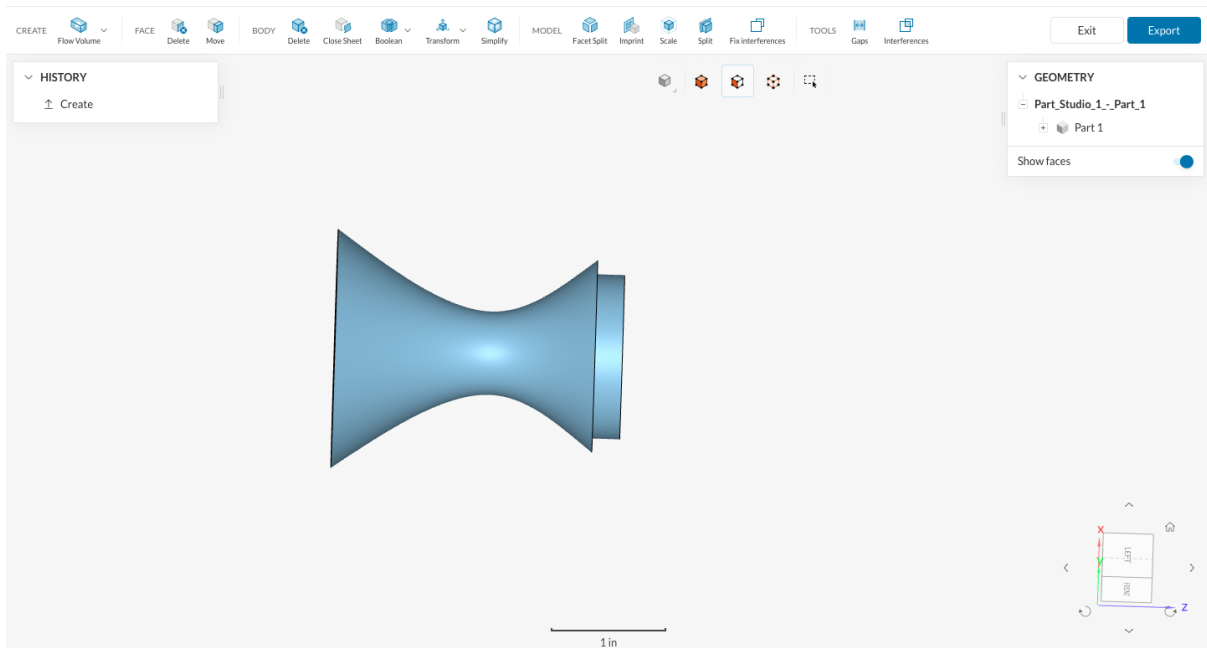 CREATE Flow Volume FACE Delete Move BODY Delete Close Sheet Boolean Transform Simplify MODEL Facet Split Imprint Scale Split Fix interferences TOOLS Gaps Interferences Exit Export
HISTORY
Create
GEOMETRY
Part_Studio_1_-_Part_1
Part 1
Show faces
X
LEFT
Y
Z
1 in